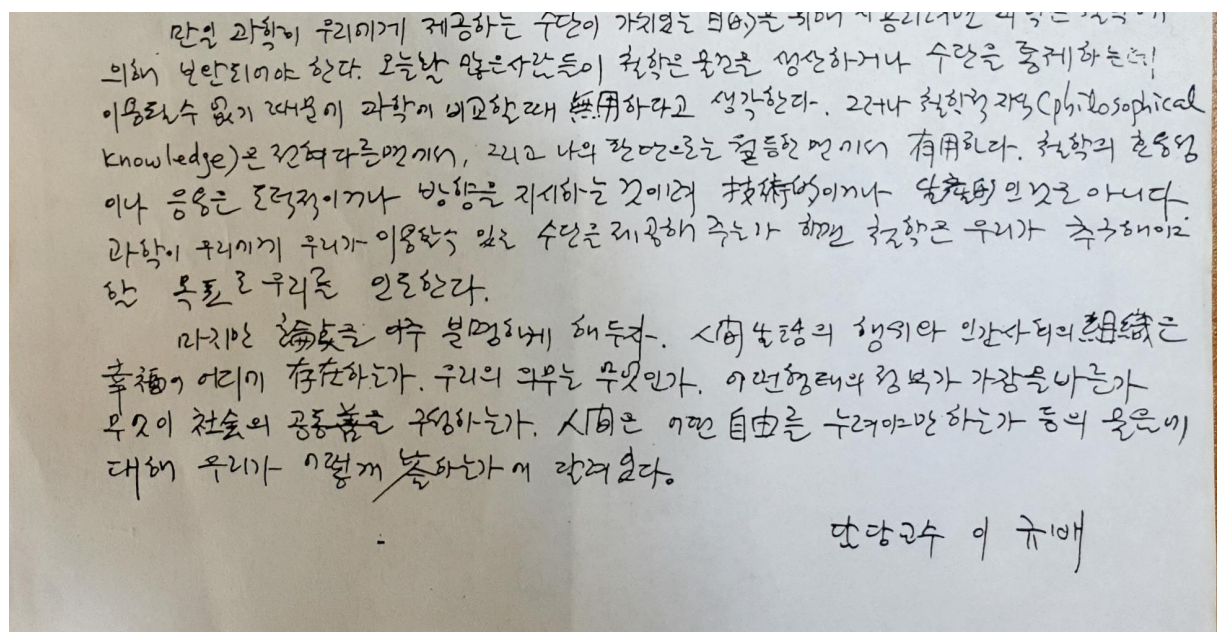 만일 과학이 우리에게 제공하는 수단이 가치있는 目的을 위해 사용되려면 과학은 철학에
의해 보완되어야 한다. 오늘날 많은사람들이 철학은 물건을 생산하거나 수단을 통제하는데
이용될수 없기 때문에 과학에 비교할때 無用하다고 생각한다. 그러나 철학적 지식(philosophical
knowledge)은 전혀다른면에서, 그리고 나의 판단으로는 월등한 면에서 有用하다. 철학의 효용성
이나 응용은 도덕적이거나 방향을 지시하는 것이며 技術的이거나 生産的인것은 아니다.
과학이 우리에게 우리가 이용할수 있는 수단을 제공해 주는가 하면 철학은 우리가 추구해야
할 목표로 우리를 인도한다.
마지막 論点을 아주 분명하게 해두자. 人間生活의 행위와 인간사회의 組織은
幸福이 어디에 存在하는가. 우리의 의무는 무엇인가. 어떤형태의 정부가 가장올바른가
무엇이 社会의 공동善을 구성하는가. 人間은 어떤 自由를 누려야만 하는가 등의 물음에
대해 우리가 어떻게 答하는가에 달려있다.
담당교수 이 규배